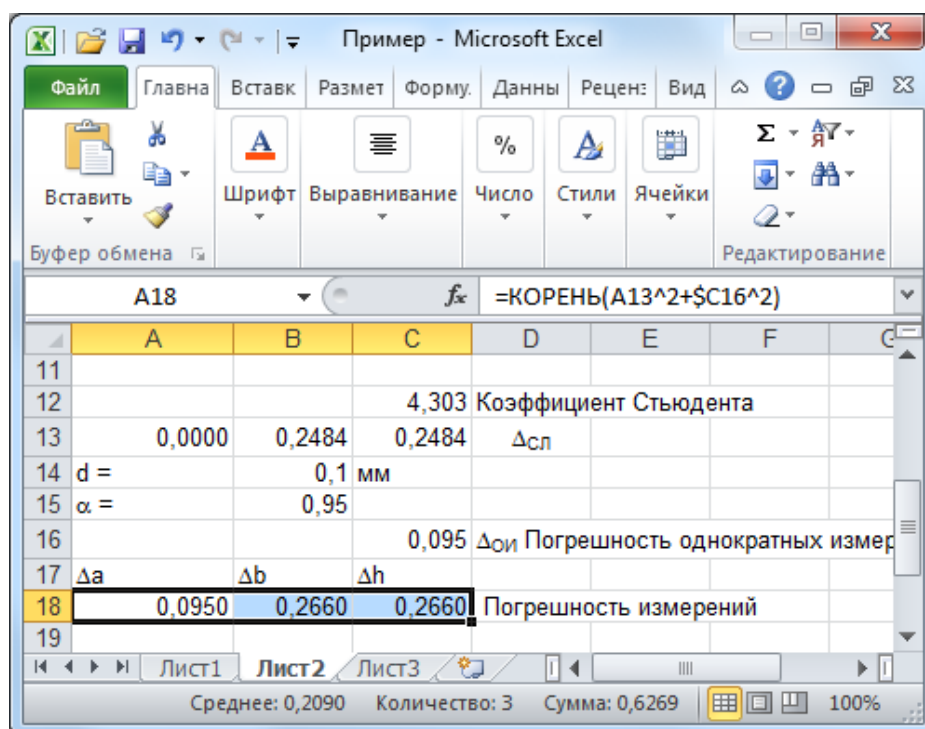 Пример - Microsoft Excel
Файл Главна Вставк Размет Форму. Данны Реценз Вид
Вставить Шрифт Выравнивание Число Стили Ячейки
Буфер обмена Редактирование
A18 fx =КОРЕНЬ(A13^2+$C16^2)
A B C D E F G
11
12 4,303 Коэффициент Стьюдента
13 0,0000 0,2484 0,2484 ΔСЛ
14 d = 0,1 мм
15 α = 0,95
16 0,095 ΔОИ Погрешность однократных измер
17 Δa Δb Δh
18 0,0950 0,2660 0,2660 Погрешность измерений
19
Лист1 Лист2 Лист3
Среднее: 0,2090 Количество: 3 Сумма: 0,6269 100%